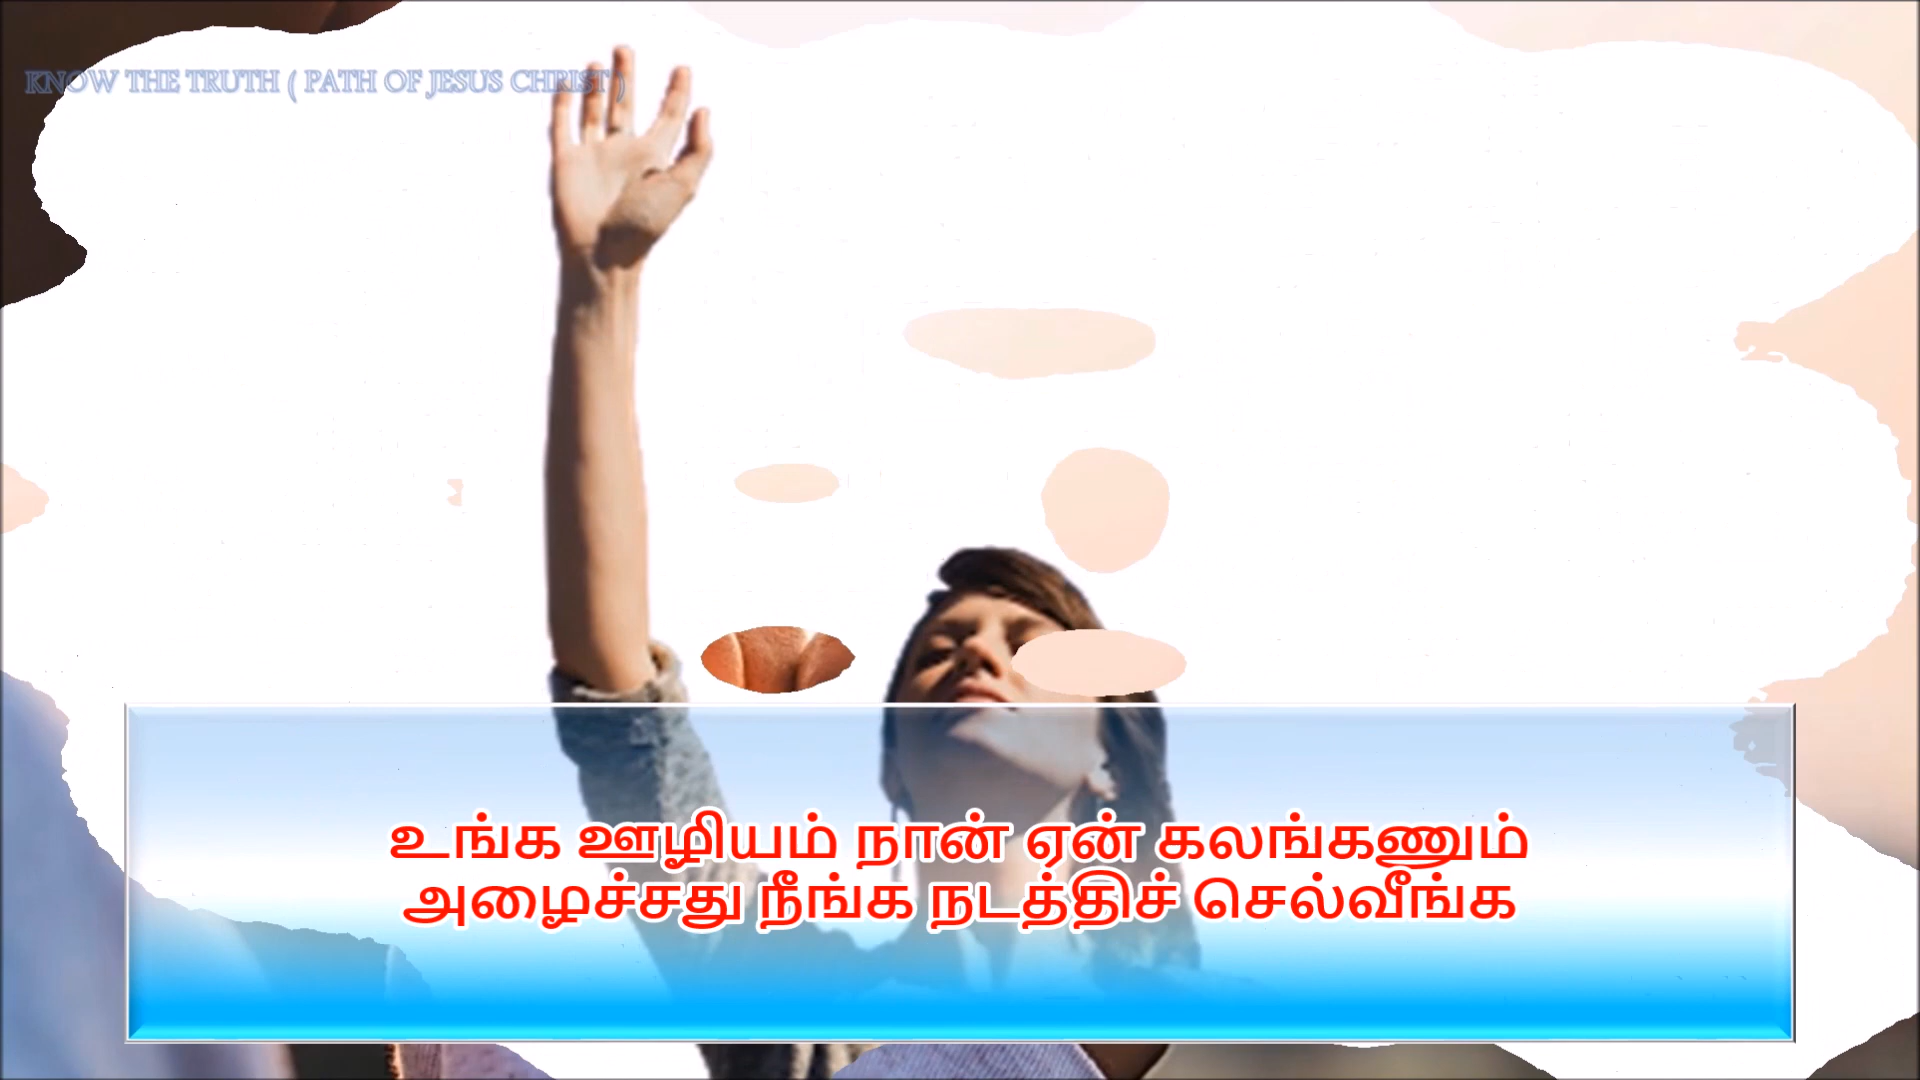 KNOW THE TRUTH ( PATH OF JESUS CHRIST )
உங்க ஊழியம் நான் ஏன் கலங்கணும்
அழைச்சது நீங்க நடத்திச் செல்வீங்க